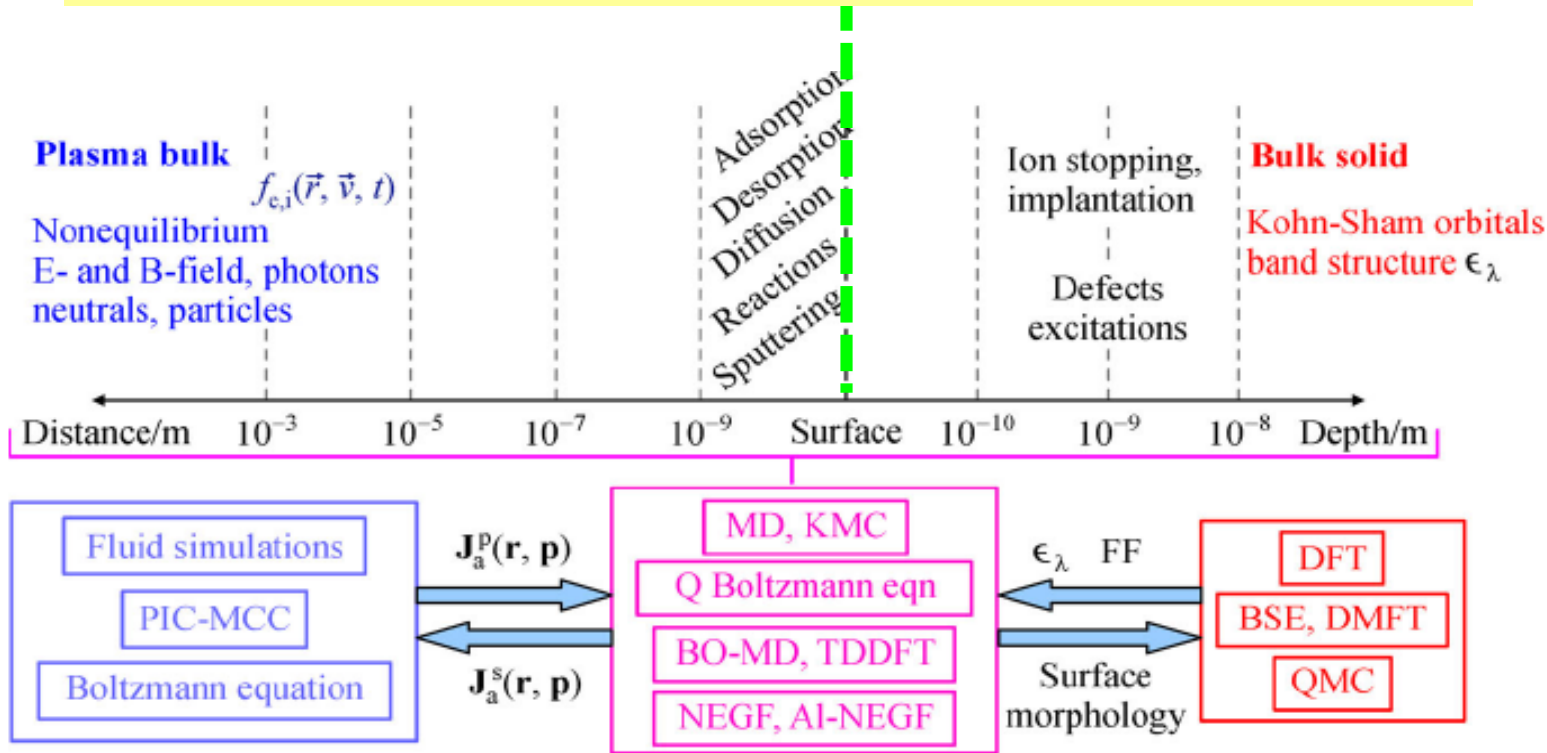 Plasma bulk
f_{e,i}(r⃗, v⃗, t)
Nonequilibrium
E- and B-field, photons
neutrals, particles
Adsorption
Desorption
Diffusion
Reactions
Sputtering
Ion stopping,
implantation
Defects
excitations
Bulk solid
Kohn-Sham orbitals
band structure ϵ_λ
Distance/m 10⁻³ 10⁻⁵ 10⁻⁷ 10⁻⁹ Surface 10⁻¹⁰ 10⁻⁹ 10⁻⁸ Depth/m
Fluid simulations
PIC-MCC
Boltzmann equation
J_a^p(r, p)
J_a^s(r, p)
MD, KMC
Q Boltzmann eqn
BO-MD, TDDFT
NEGF, AI-NEGF
ϵ_λ FF
Surface
morphology
DFT
BSE, DMFT
QMC